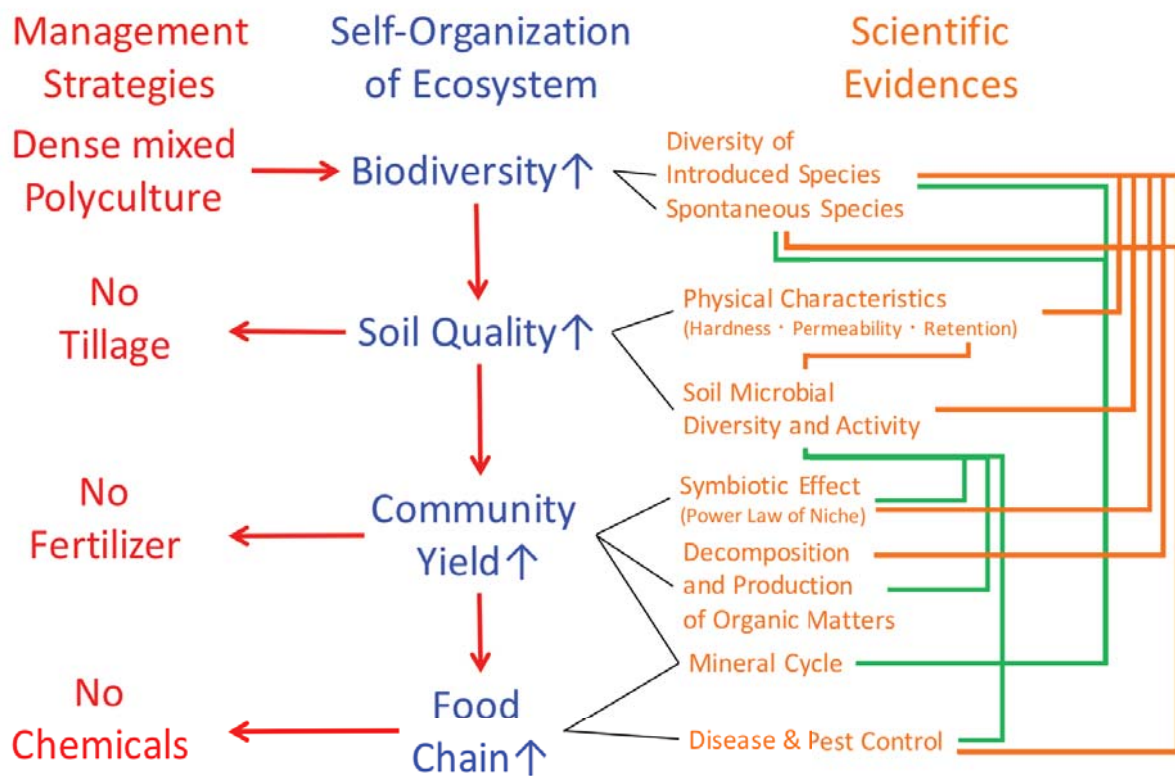 Management
Strategies
Self-Organization
of Ecosystem
Scientific
Evidences
Dense mixed
Polyculture
Biodiversity↑
Diversity of
Introduced Species
Spontaneous Species
No
Tillage
Soil Quality↑
Physical Characteristics
(Hardness・Permeability・Retention)
Soil Microbial
Diversity and Activity
No
Fertilizer
Community
Yield↑
Symbiotic Effect
(Power Law of Niche)
Decomposition
and Production
of Organic Matters
Mineral Cycle
No
Chemicals
Food
Chain↑
Disease & Pest Control